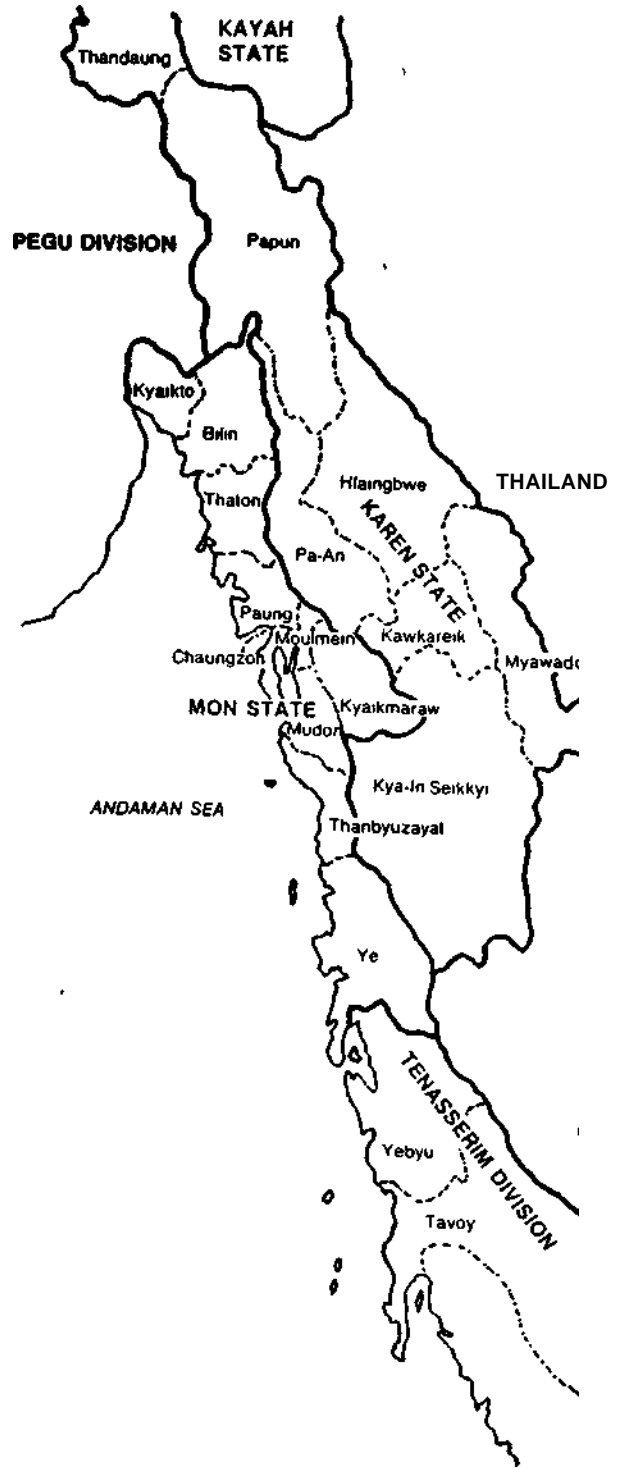 KAYAH
STATE
Thandaung
PEGU DIVISION
Papun
Kyaikto
Bilin
THAILAND
Hlaingbwe
Thaton
KAREN STATE
Pa-An
Paung
Moulmein
Kawkareik
Chaungzon
Myawadd
MON STATE
Kyaikmaraw
Mudon
Kya-In Seikkyi
ANDAMAN SEA
Thanbyuzayat
Ye
TENASSERIM DIVISION
Yebyu
Tavoy